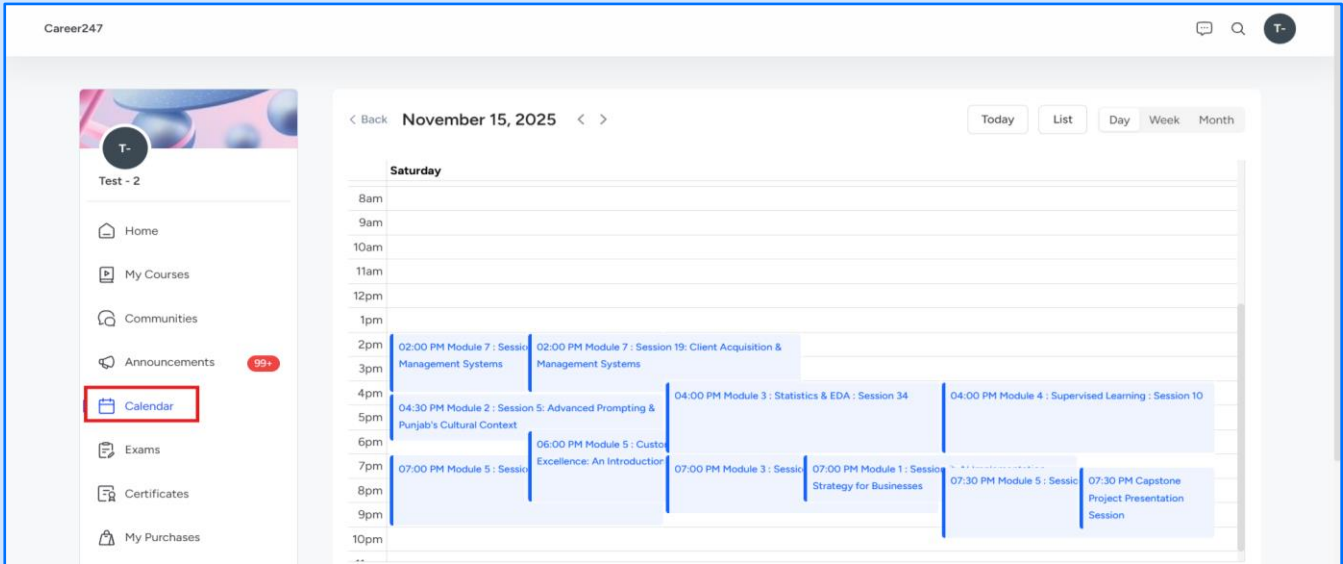 Career247
T-
T-
Test - 2
Home
My Courses
Communities
Announcements 99+
Calendar
Exams
Certificates
My Purchases
Back November 15, 2025
Today List Day Week Month
Saturday
8am
9am
10am
11am
12pm
1pm
2pm
3pm
4pm
5pm
6pm
7pm
8pm
9pm
10pm
02:00 PM Module 7 : Sessio
Management Systems
02:00 PM Module 7 : Session 19: Client Acquisition &
Management Systems
04:00 PM Module 3 : Statistics & EDA : Session 34
04:00 PM Module 4 : Supervised Learning : Session 10
04:30 PM Module 2 : Session 5: Advanced Prompting &
Punjab's Cultural Context
06:00 PM Module 5 : Custo
Excellence: An Introduction
07:00 PM Module 5 : Sessio
07:00 PM Module 3 : Sessio
07:00 PM Module 1 : Session
Strategy for Businesses
07:30 PM Module 5 : Sessio
07:30 PM Capstone
Project Presentation
Session